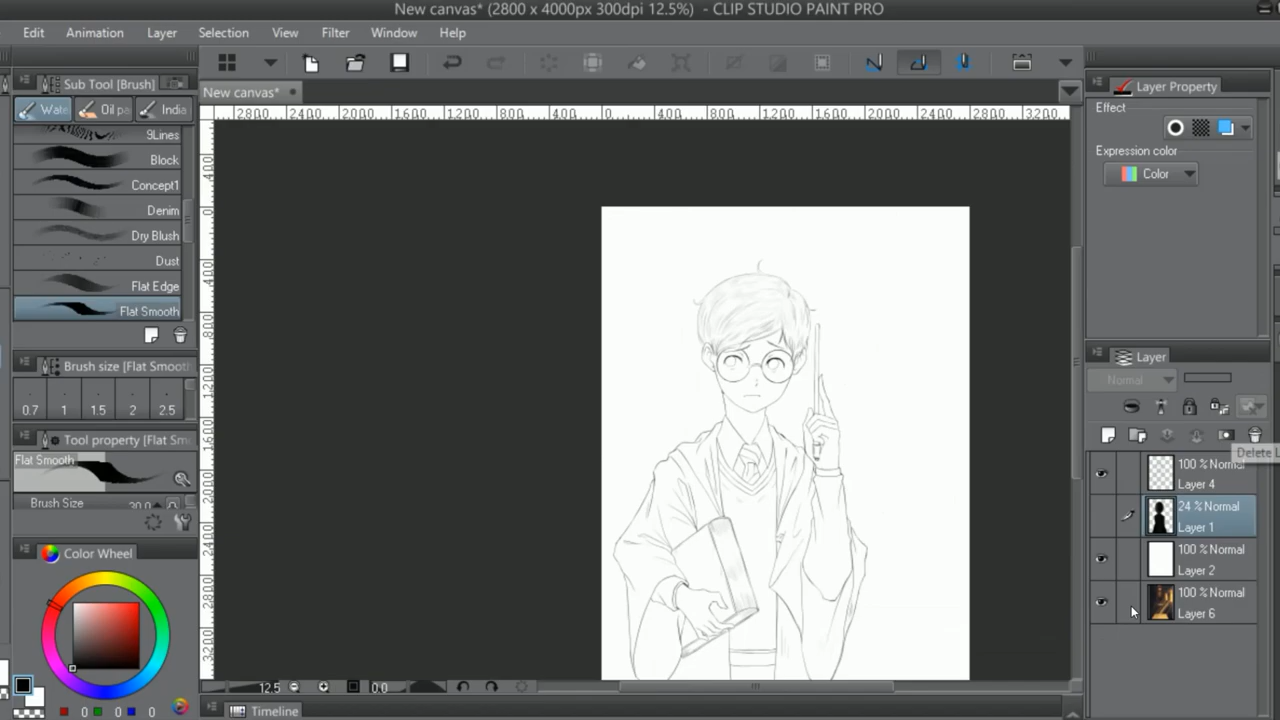 New canvas* (2800 x 4000px 300dpi 12.5%) - CLIP STUDIO PAINT PRO
Edit Animation Layer Selection View Filter Window Help
Sub Tool [Brush]
New canvas*
Layer Property
Wate Oil pa India
2800 2400 2000 1600 1200 800 400 0 400 800 1200 1600 2000 2400 2800 3200
Effect
9Lines
Block
Expression color
Color
Concept1
Denim
Dry Blush
Dust
Flat Edge
Flat Smooth
Brush size [Flat Smooth]
0.7 1 1.5 2 2.5
Tool property [Flat Sm
Flat Smooth
Brush Size 20.0
Color Wheel
0 0 0
400 0 400 800 1200 1600 2000 2400 2800 3200
Layer
Normal
Delete L
100 % Normal
Layer 4
24 % Normal
Layer 1
100 % Normal
Layer 2
100 % Normal
Layer 6
12.5 0.0
Timeline